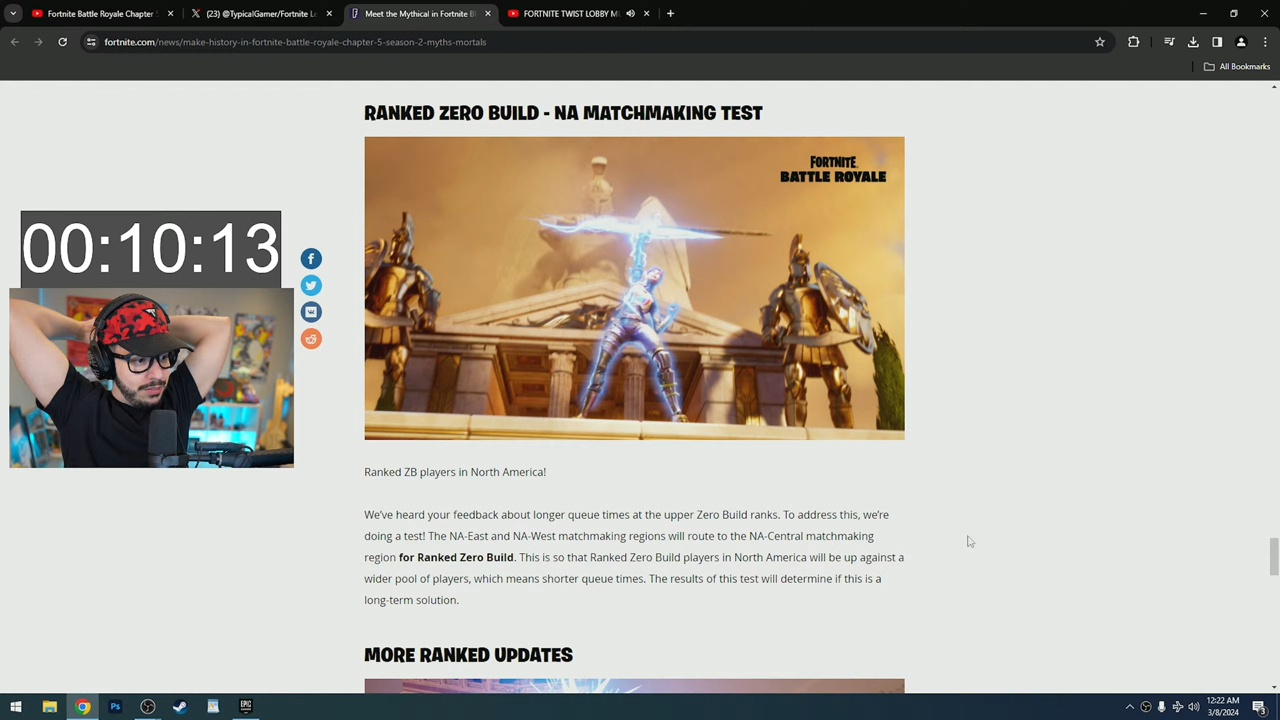 Fortnite Battle Royale Chapter 5
(23) @TypicalGamer/Fortnite Le
Meet the Mythical in Fortnite B
FORTNITE TWIST LOBBY M
fortnite.com/news/make-history-in-fortnite-battle-royale-chapter-5-season-2-myths-mortals
All Bookmarks
RANKED ZERO BUILD - NA MATCHMAKING TEST
FORTNITE
BATTLE ROYALE
00:10:13
Ranked ZB players in North America!
We've heard your feedback about longer queue times at the upper Zero Build ranks. To address this, we're
doing a test! The NA-East and NA-West matchmaking regions will route to the NA-Central matchmaking
region for Ranked Zero Build. This is so that Ranked Zero Build players in North America will be up against a
wider pool of players, which means shorter queue times. The results of this test will determine if this is a
long-term solution.
MORE RANKED UPDATES
12:22 AM
3/8/2024